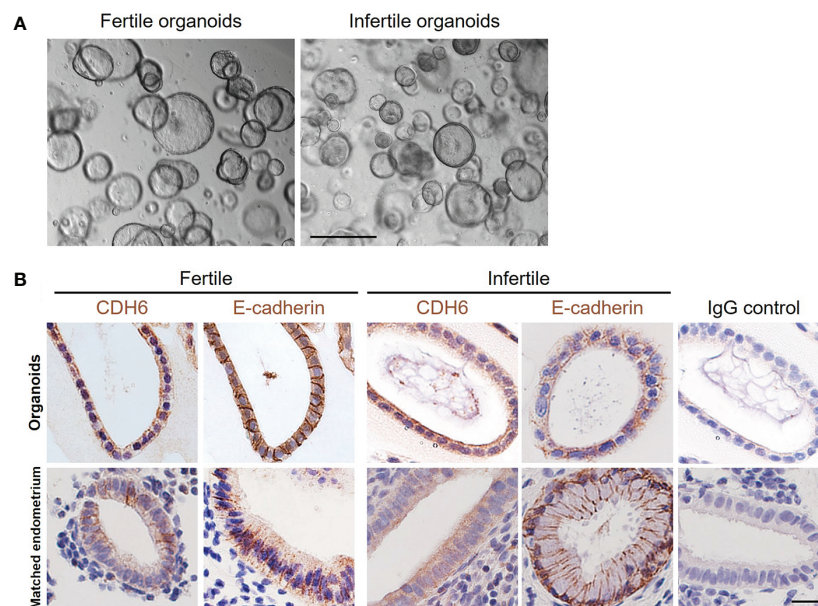 A
Fertile organoids
Infertile organoids
B
Fertile
Infertile
CDH6
E-cadherin
CDH6
E-cadherin
IgG control
Organoids
Matched endometrium